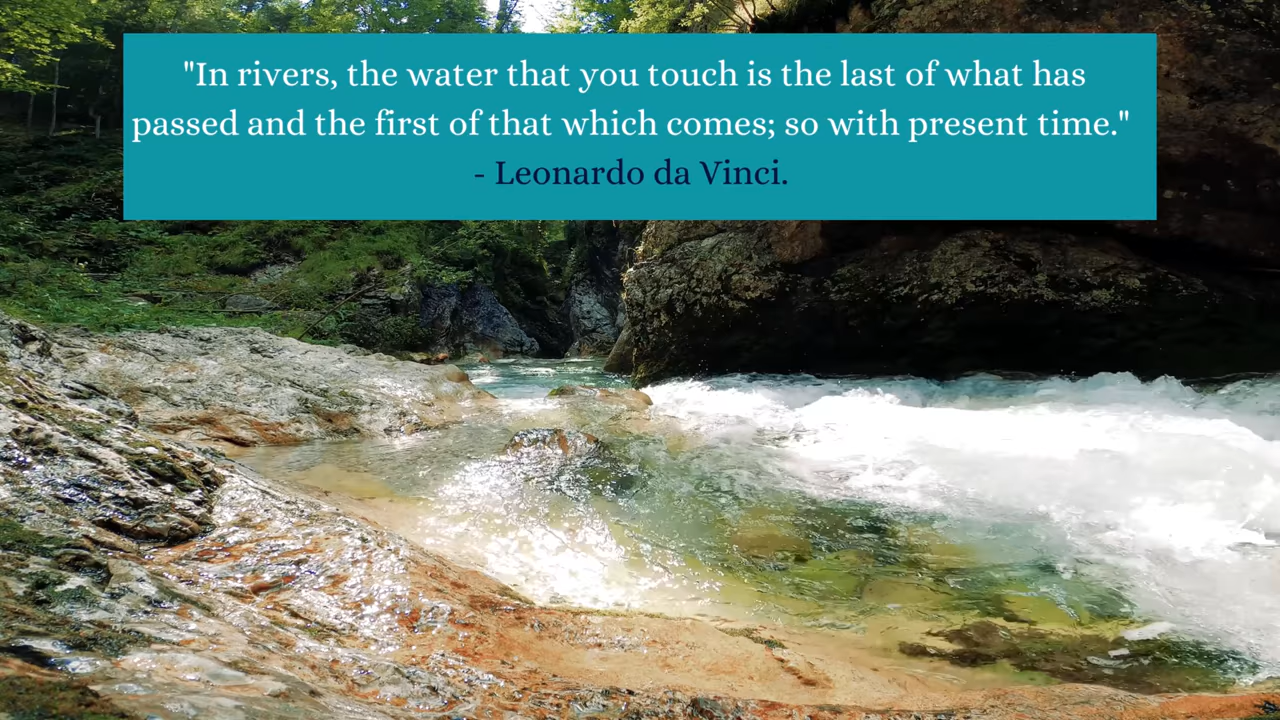 "In rivers, the water that you touch is the last of what has
passed and the first of that which comes; so with present time."
- Leonardo da Vinci.